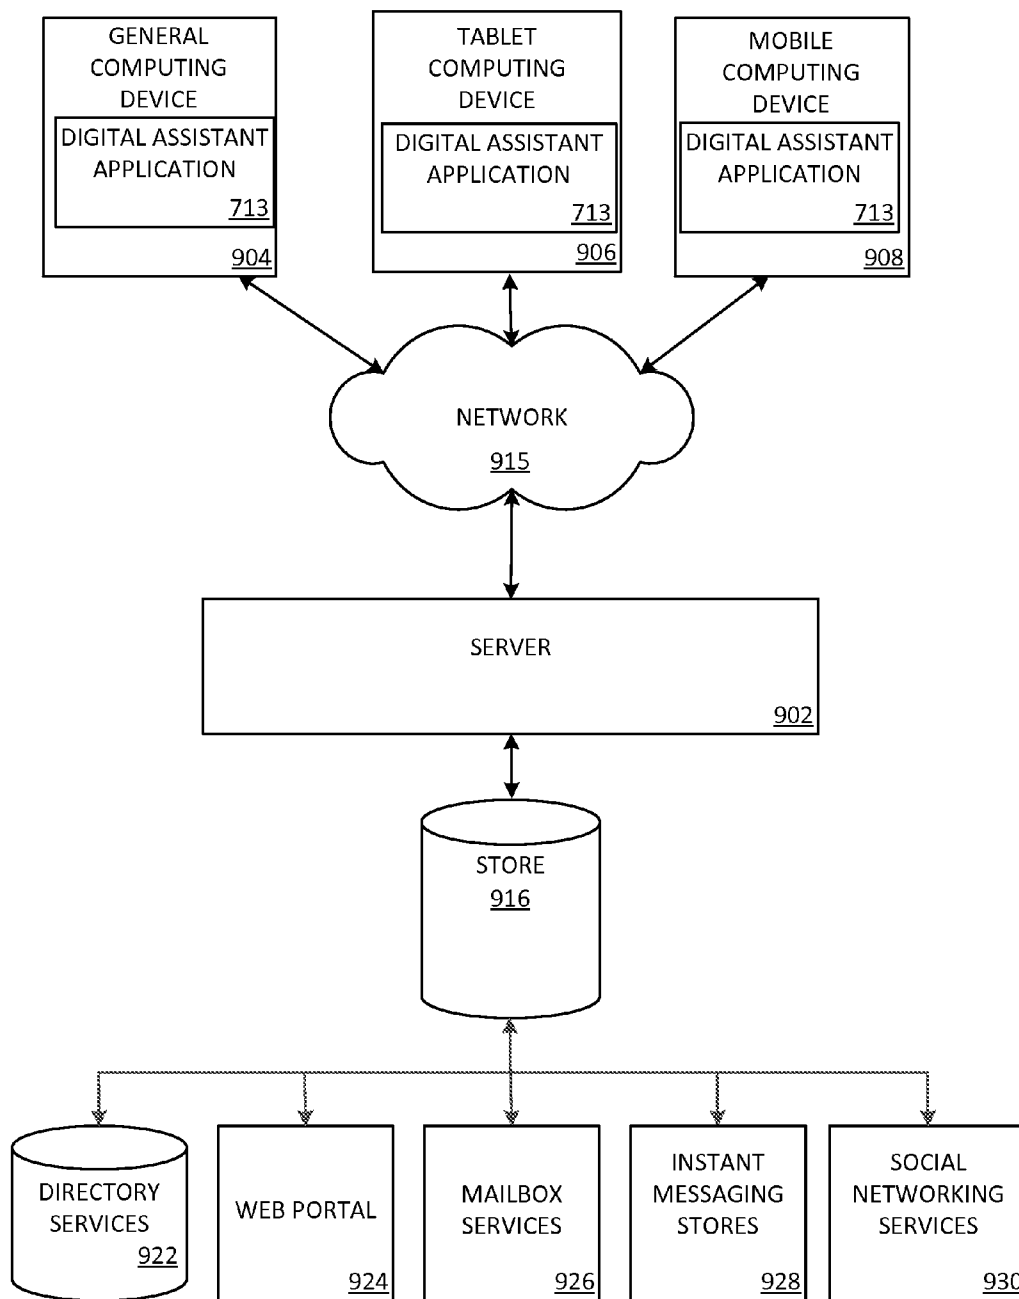 GENERAL
COMPUTING
DEVICE
DIGITAL ASSISTANT
APPLICATION
713
904
TABLET
COMPUTING
DEVICE
DIGITAL ASSISTANT
APPLICATION
713
906
MOBILE
COMPUTING
DEVICE
DIGITAL ASSISTANT
APPLICATION
713
908
NETWORK
915
SERVER
902
STORE
916
DIRECTORY
SERVICES
922
WEB PORTAL
924
MAILBOX
SERVICES
926
INSTANT
MESSAGING
STORES
928
SOCIAL
NETWORKING
SERVICES
930